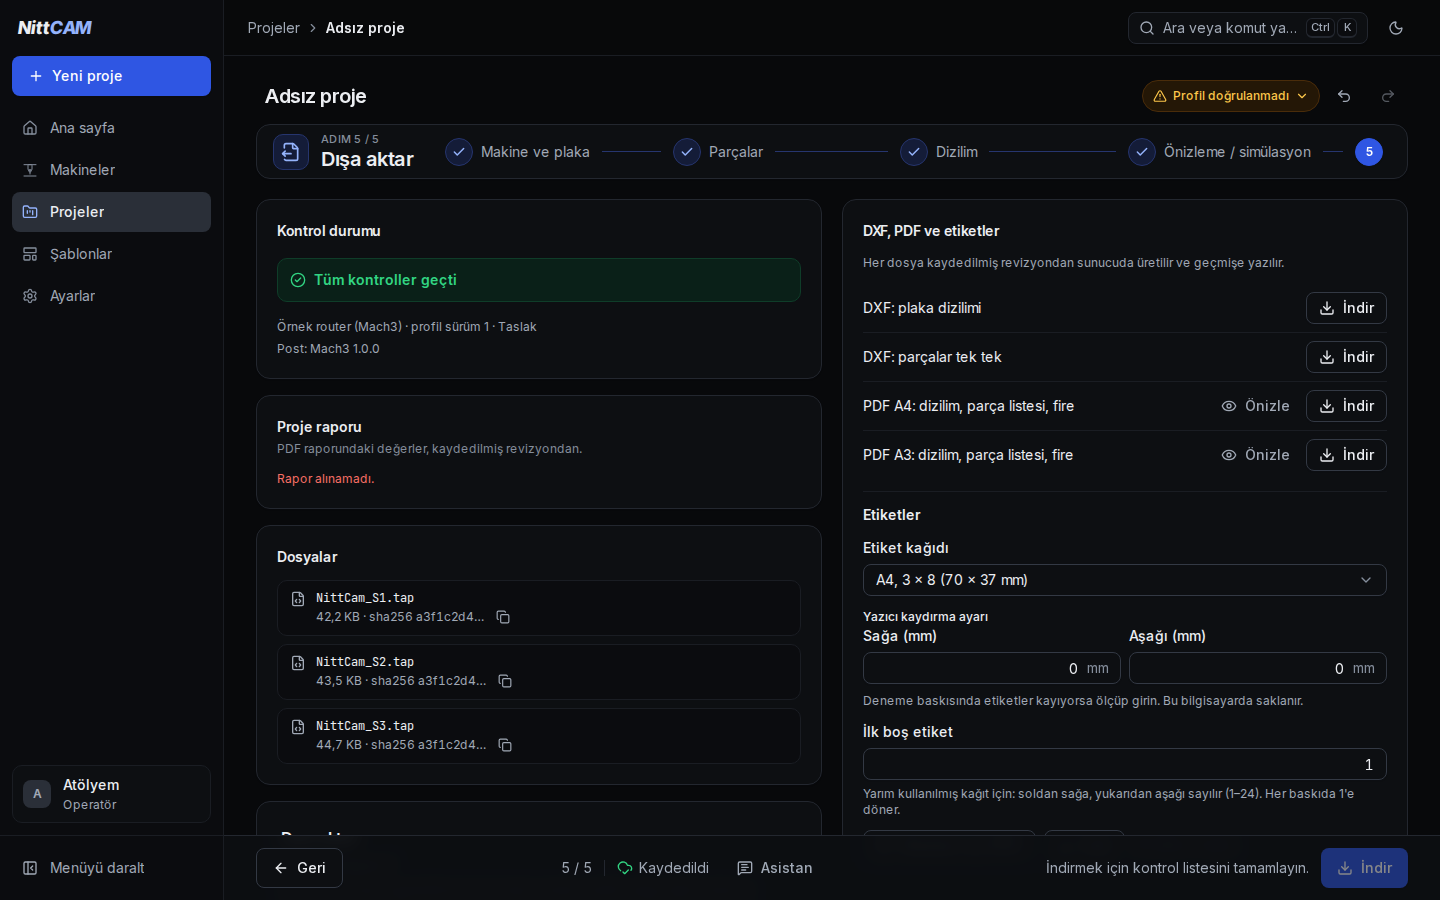 NittCAM
Yeni proje
Ana sayfa
Makineler
Projeler
Şablonlar
Ayarlar
A
Atölyem
Operatör
Menüyü daralt
Projeler
Adsız proje
Ara veya komut ya...
Ctrl
K
Adsız proje
Profil doğrulanmadı
ADIM 5 / 5
Dışa aktar
Makine ve plaka
Parçalar
Dizilim
Önizleme / simülasyon
5
Kontrol durumu
Tüm kontroller geçti
Örnek router (Mach3) · profil sürüm 1 · Taslak
Post: Mach3 1.0.0
Proje raporu
PDF raporundaki değerler, kaydedilmiş revizyondan.
Rapor alınamadı.
Dosyalar
NittCam_S1.tap
42,2 KB · sha256 a3f1c2d4…
NittCam_S2.tap
43,5 KB · sha256 a3f1c2d4…
NittCam_S3.tap
44,7 KB · sha256 a3f1c2d4…
DXF, PDF ve etiketler
Her dosya kaydedilmiş revizyondan sunucuda üretilir ve geçmişe yazılır.
DXF: plaka dizilimi
İndir
DXF: parçalar tek tek
İndir
PDF A4: dizilim, parça listesi, fire
Önizle
İndir
PDF A3: dizilim, parça listesi, fire
Önizle
İndir
Etiketler
Etiket kağıdı
A4, 3 × 8 (70 × 37 mm)
Yazıcı kaydırma ayarı
Sağa (mm)
Aşağı (mm)
0 mm
0 mm
Deneme baskısında etiketler kayıyorsa ölçüp girin. Bu bilgisayarda saklanır.
İlk boş etiket
1
Yarım kullanılmış kağıt için: soldan sağa, yukarıdan aşağı sayılır (1–24). Her baskıda 1'e
döner.
Geri
5 / 5
Kaydedildi
Asistan
İndirmek için kontrol listesini tamamlayın.
İndir